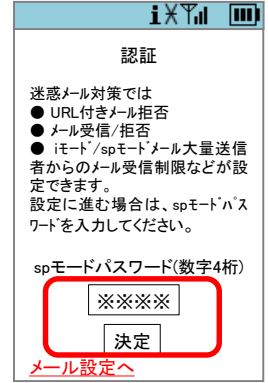 認証
迷惑メール対策では
● URL付きメール拒否
● メール受信/拒否
● iモード/spモードメール大量送信
者からのメール受信制限などが設
定できます。
設定に進む場合は、spモードパス
ワードを入力してください。
spモードパスワード(数字4桁)
※※※※
決定
メール設定へ